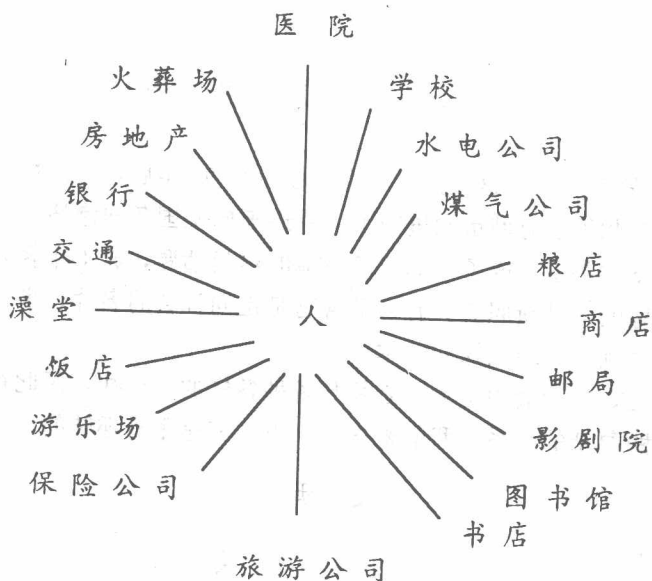 医院
火葬场
学校
房地产
水电公司
银行
煤气公司
交通
粮店
澡堂
人
商店
饭店
邮局
游乐场
影剧院
保险公司
图书馆
书店
旅游公司